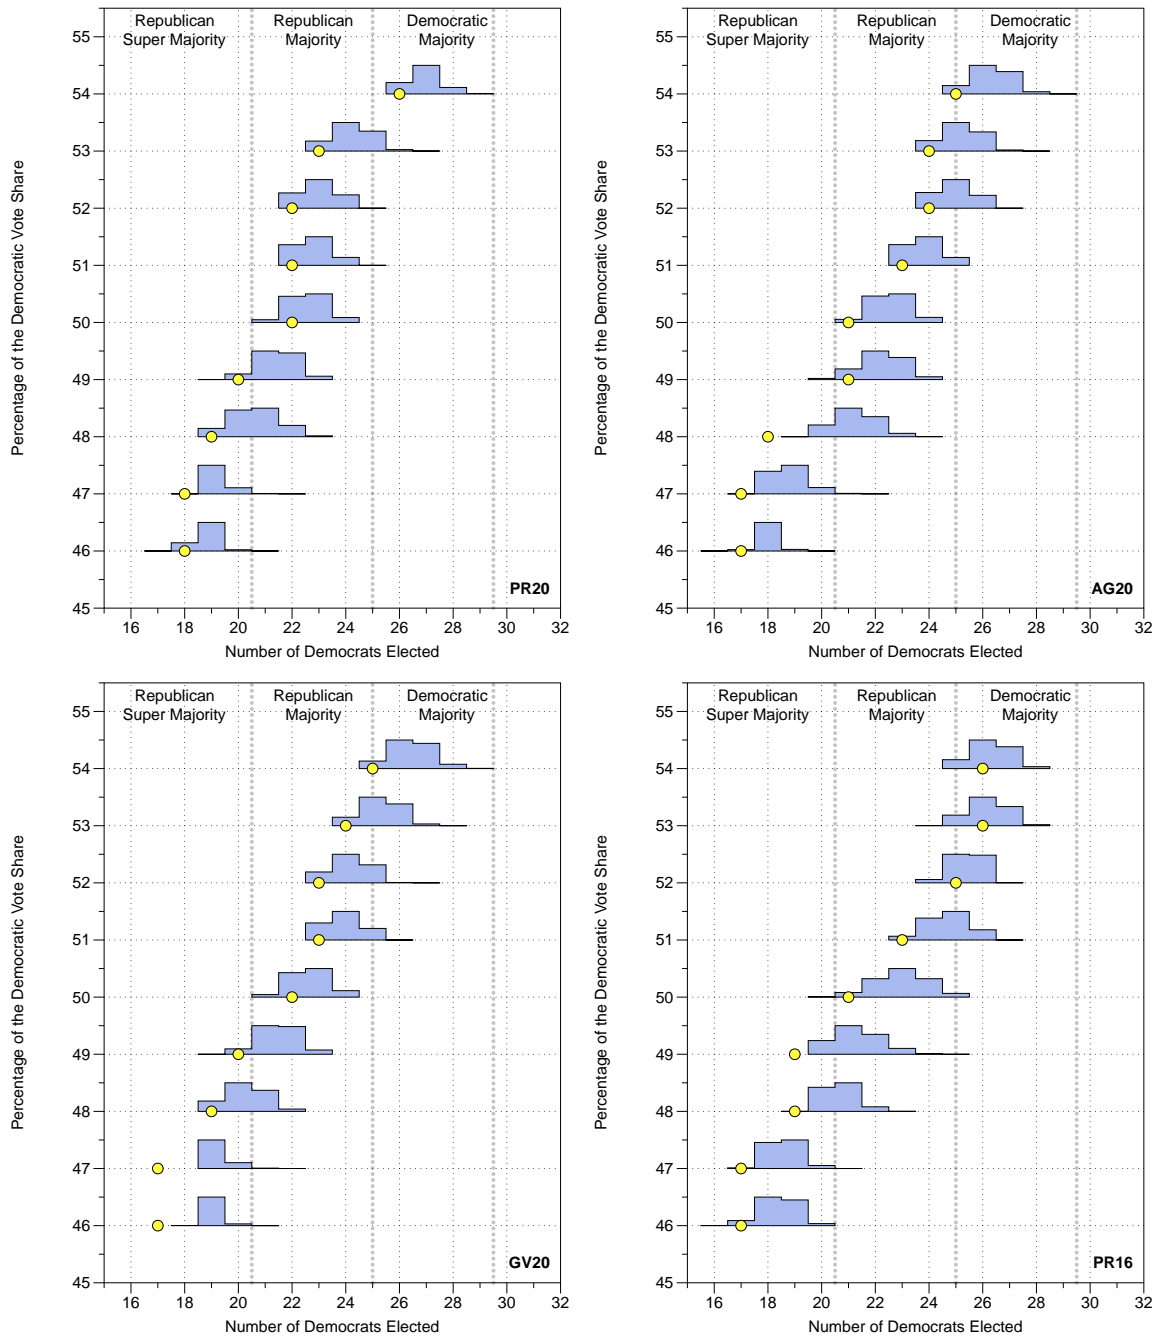 Republican Republican Democratic
Super Majority Majority Majority
55
54
53
52
51
50
49
48
47
46
45
Percentage of the Democratic Vote Share
PR20
16 18 20 22 24 26 28 30 32
Number of Democrats Elected
Republican Republican Democratic
Super Majority Majority Majority
55
54
53
52
51
50
49
48
47
46
45
Percentage of the Democratic Vote Share
AG20
16 18 20 22 24 26 28 30 32
Number of Democrats Elected
Republican Republican Democratic
Super Majority Majority Majority
55
54
53
52
51
50
49
48
47
46
45
Percentage of the Democratic Vote Share
GV20
16 18 20 22 24 26 28 30 32
Number of Democrats Elected
Republican Republican Democratic
Super Majority Majority Majority
55
54
53
52
51
50
49
48
47
46
45
Percentage of the Democratic Vote Share
PR16
16 18 20 22 24 26 28 30 32
Number of Democrats Elected